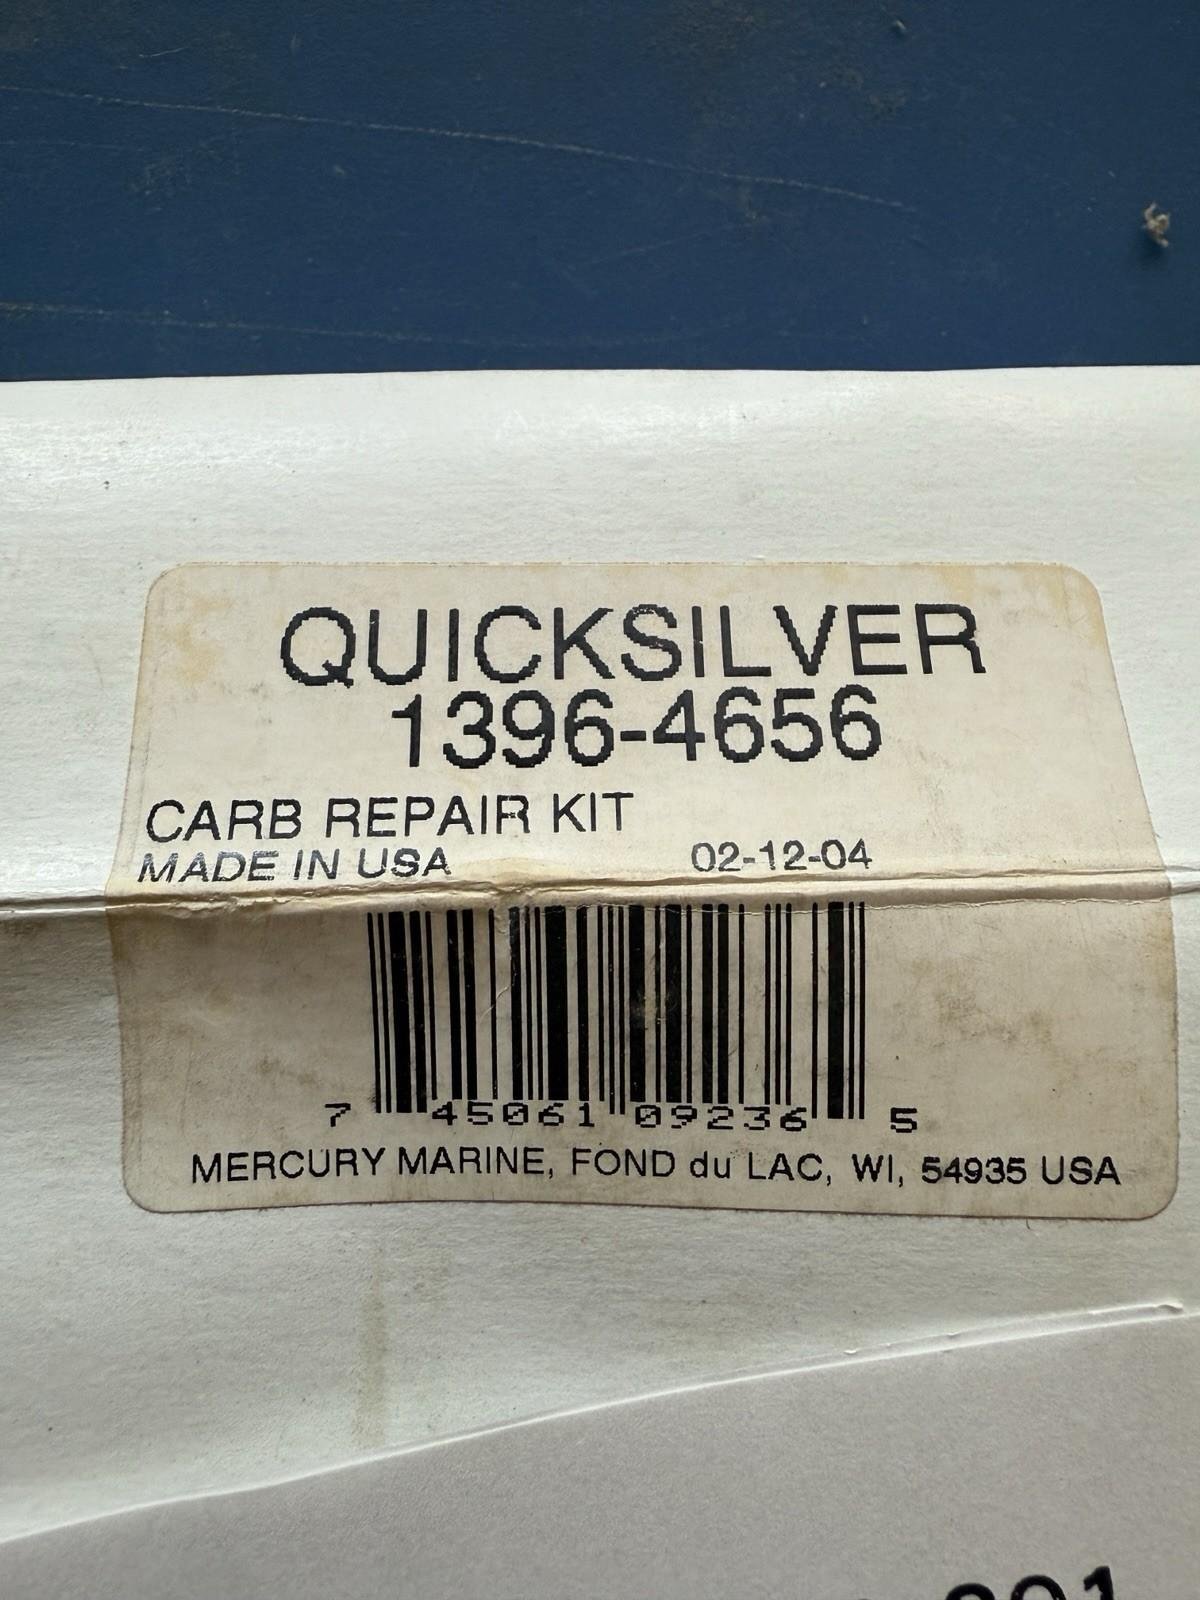 QUICKSILVER
1396-4656
CARB REPAIR KIT
MADE IN USA 02-12-04
7 45061 09236 5
MERCURY MARINE, FOND du LAC, WI, 54935 USA